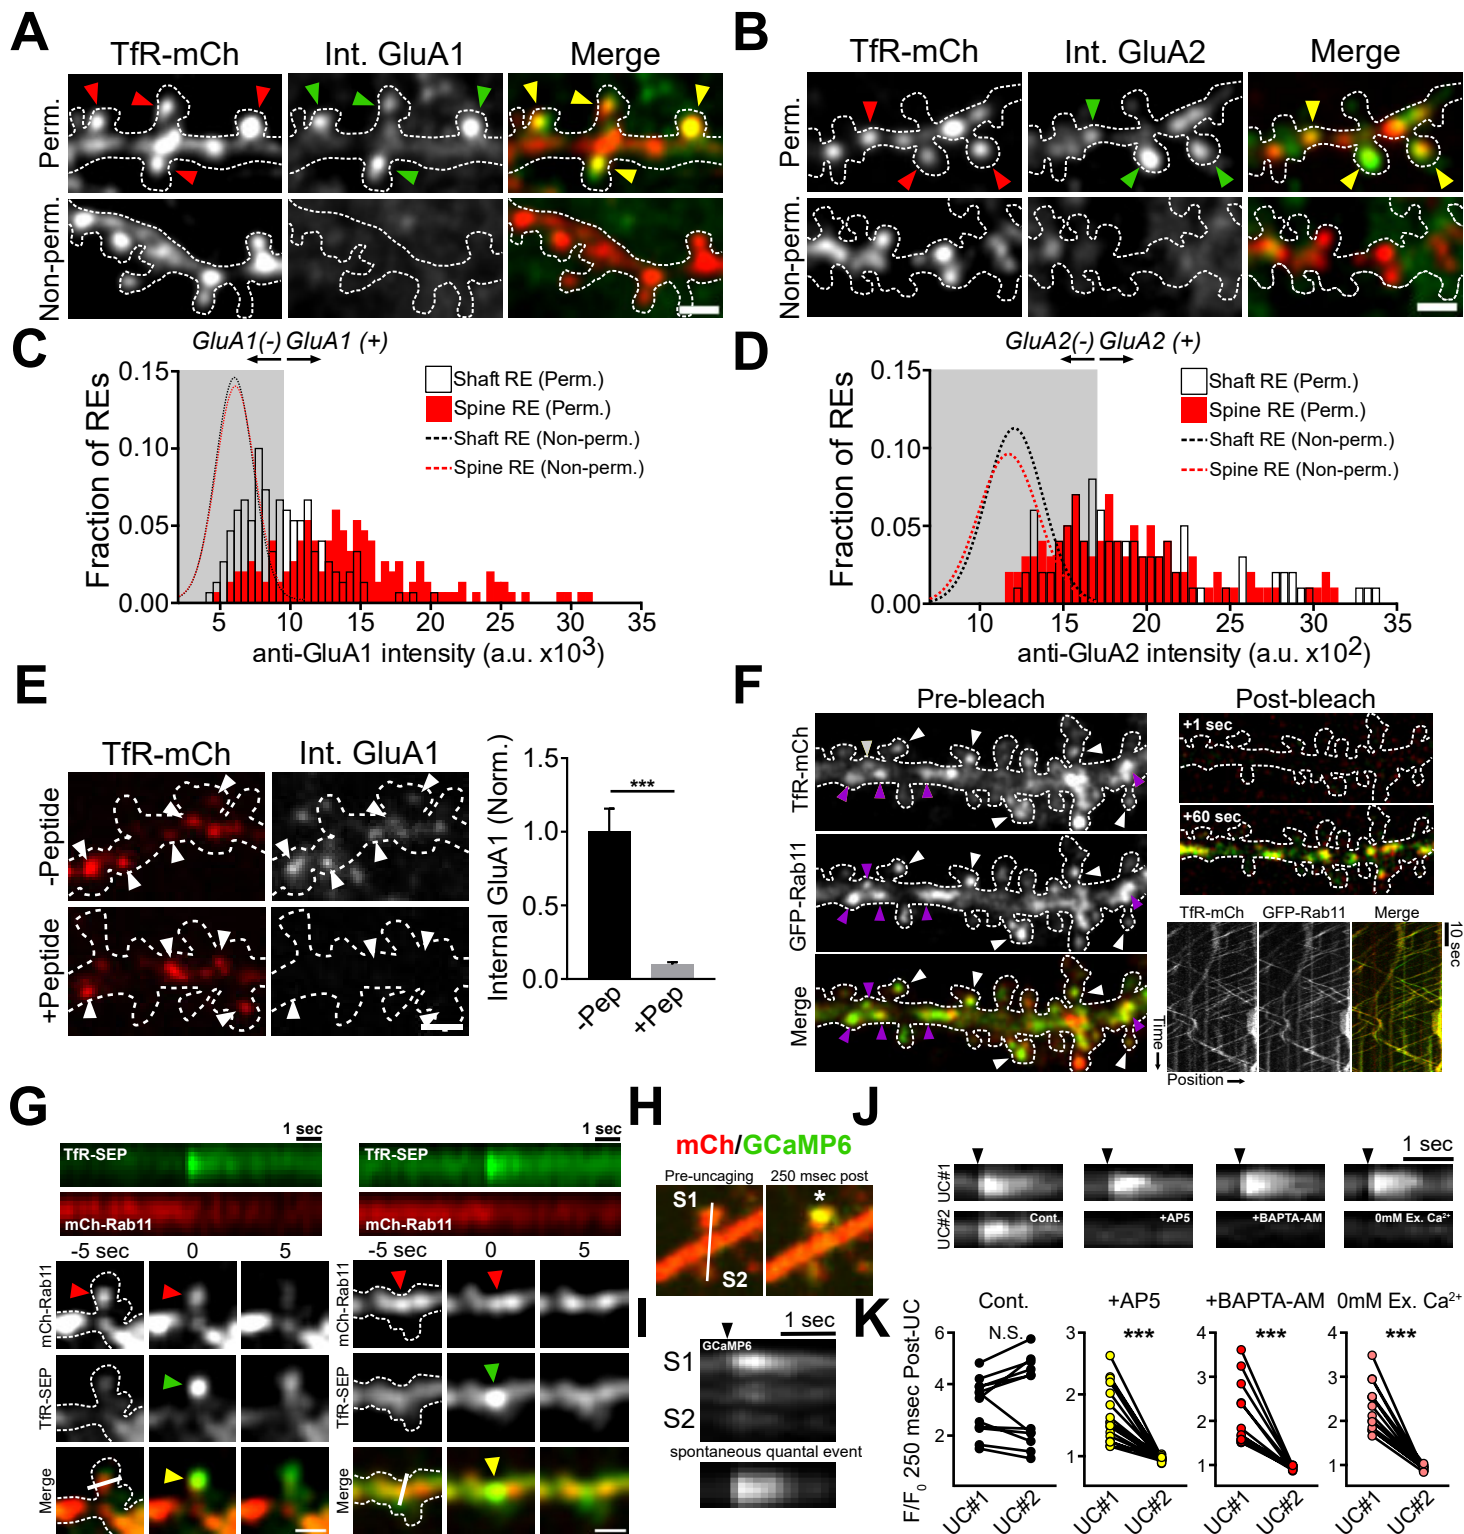 A
TfR-mCh Int. GluA1 Merge
Perm.
Non-perm.
B
TfR-mCh Int. GluA2 Merge
Perm.
Non-perm.
C
GluA1(-) GluA1 (+)
Shaft RE (Perm.)
Spine RE (Perm.)
Shaft RE (Non-perm.)
Spine RE (Non-perm.)
Fraction of REs
0.15
0.10
0.05
0.00
5 10 15 20 25 30 35
anti-GluA1 intensity (a.u. x10³)
D
GluA2(-) GluA2 (+)
Shaft RE (Perm.)
Spine RE (Perm.)
Shaft RE (Non-perm.)
Spine RE (Non-perm.)
Fraction of REs
0.15
0.10
0.05
0.00
10 15 20 25 30 35
anti-GluA2 intensity (a.u. x10²)
E
TfR-mCh Int. GluA1
-Peptide
+Peptide
Internal GluA1 (Norm.)
1.5
1.0
0.5
0.0
***
-Pep +Pep
F
Pre-bleach Post-bleach
TfR-mCh
GFP-Rab11
Merge
+1 sec
+60 sec
TfR-mCh GFP-Rab11 Merge
10 sec
Time
Position
G
1 sec 1 sec
TfR-SEP TfR-SEP
mCh-Rab11 mCh-Rab11
-5 sec 0 5 -5 sec 0 5
mCh-Rab11 mCh-Rab11
TfR-SEP TfR-SEP
Merge Merge
H
mCh/GCaMP6
Pre-uncaging 250 msec post
S1
S2
*
I
1 sec
GCaMP6
S1
S2
spontaneous quantal event
J
1 sec
UC#1
UC#2
Cont. +AP5 +BAPTA-AM 0mM Ex. Ca²⁺
K
Cont. +AP5 +BAPTA-AM 0mM Ex. Ca²⁺
N.S. *** *** ***
F/F₀ 250 msec Post-UC
6
4
2
3
2
1
4
3
2
1
4
3
2
1
UC#1 UC#2 UC#1 UC#2 UC#1 UC#2 UC#1 UC#2